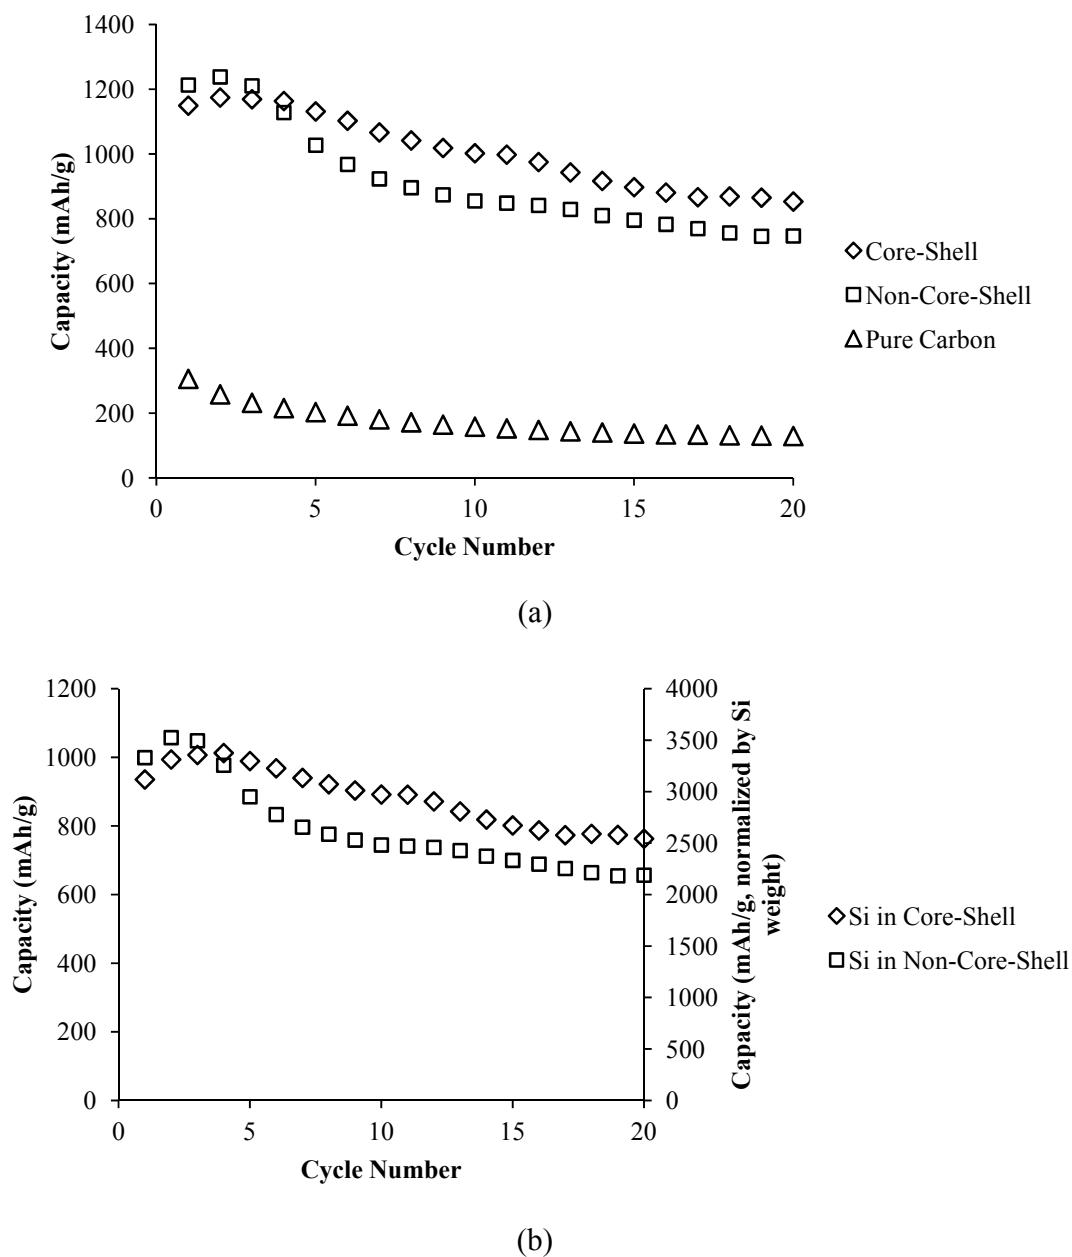 1400
1200
1000
800
600
400
200
0
Capacity (mAh/g)
0 5 10 15 20
Cycle Number
Core-Shell
Non-Core-Shell
Pure Carbon
(a)
1200
1000
800
600
400
200
0
Capacity (mAh/g)
0 5 10 15 20
Cycle Number
4000
3500
3000
2500
2000
1500
1000
500
0
Capacity (mAh/g, normalized by Si
weight)
Si in Core-Shell
Si in Non-Core-Shell
(b)